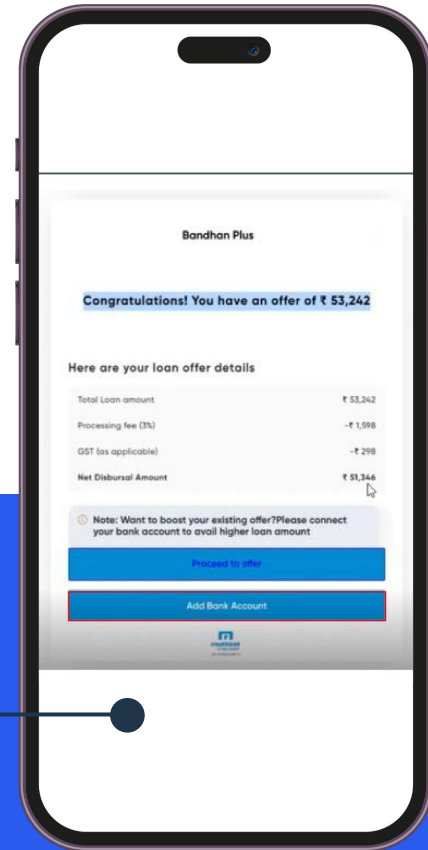 Bandhan Plus
Congratulations! You have an offer of ₹ 53,242
Here are your loan offer details
Total Loan amount ₹ 53,242
Processing fee (3%) -₹ 1,598
GST (as applicable) -₹ 298
Net Disbursal Amount ₹ 51,346
Note: Want to boost your existing offer?Please connect
your bank account to avail higher loan amount
Proceed to offer
Add Bank Account
muthoot